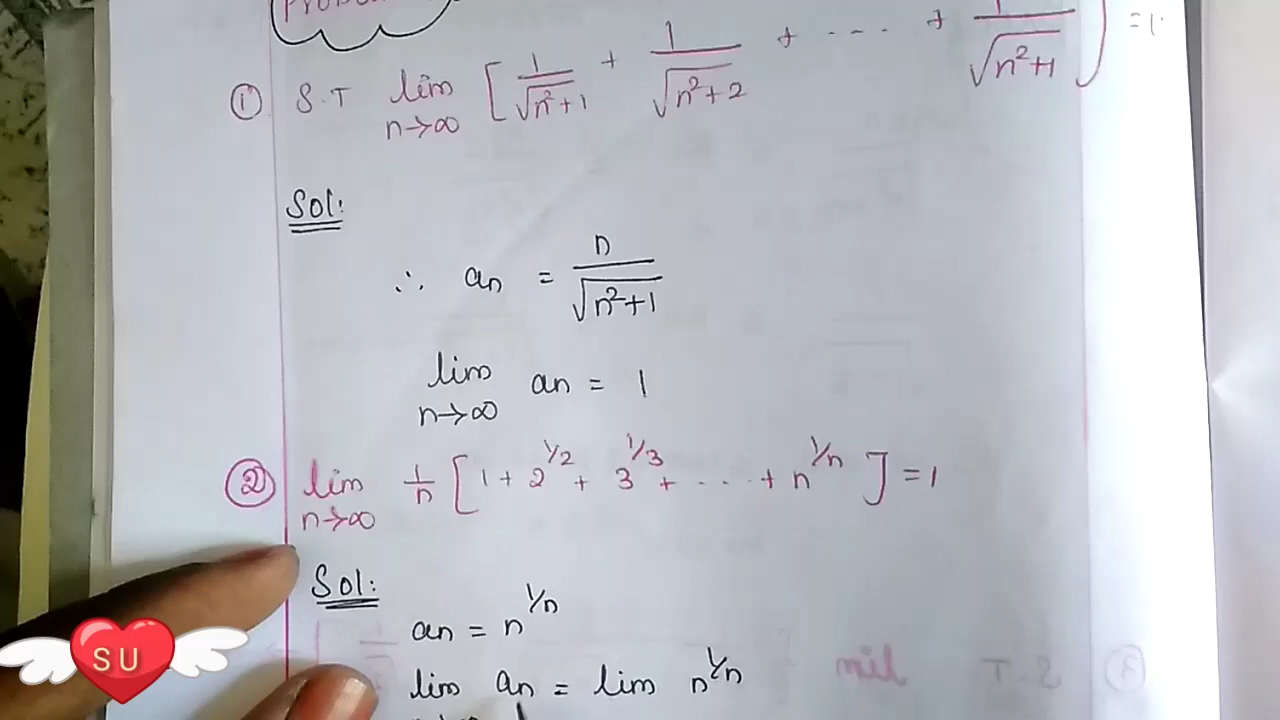 ① S.T lim n→∞ [ 1/√n²+1 + 1/√n²+2 + ... + 1/√n²+1 ] = 1.
Sol:
∴ an = n/√n²+1
lim n→∞ an = 1
② lim n→∞ 1/n [ 1 + 2^1/2 + 3^1/3 + ... + n^1/n ] = 1
Sol:
an = n^1/n
lim an = lim n^1/n
SU